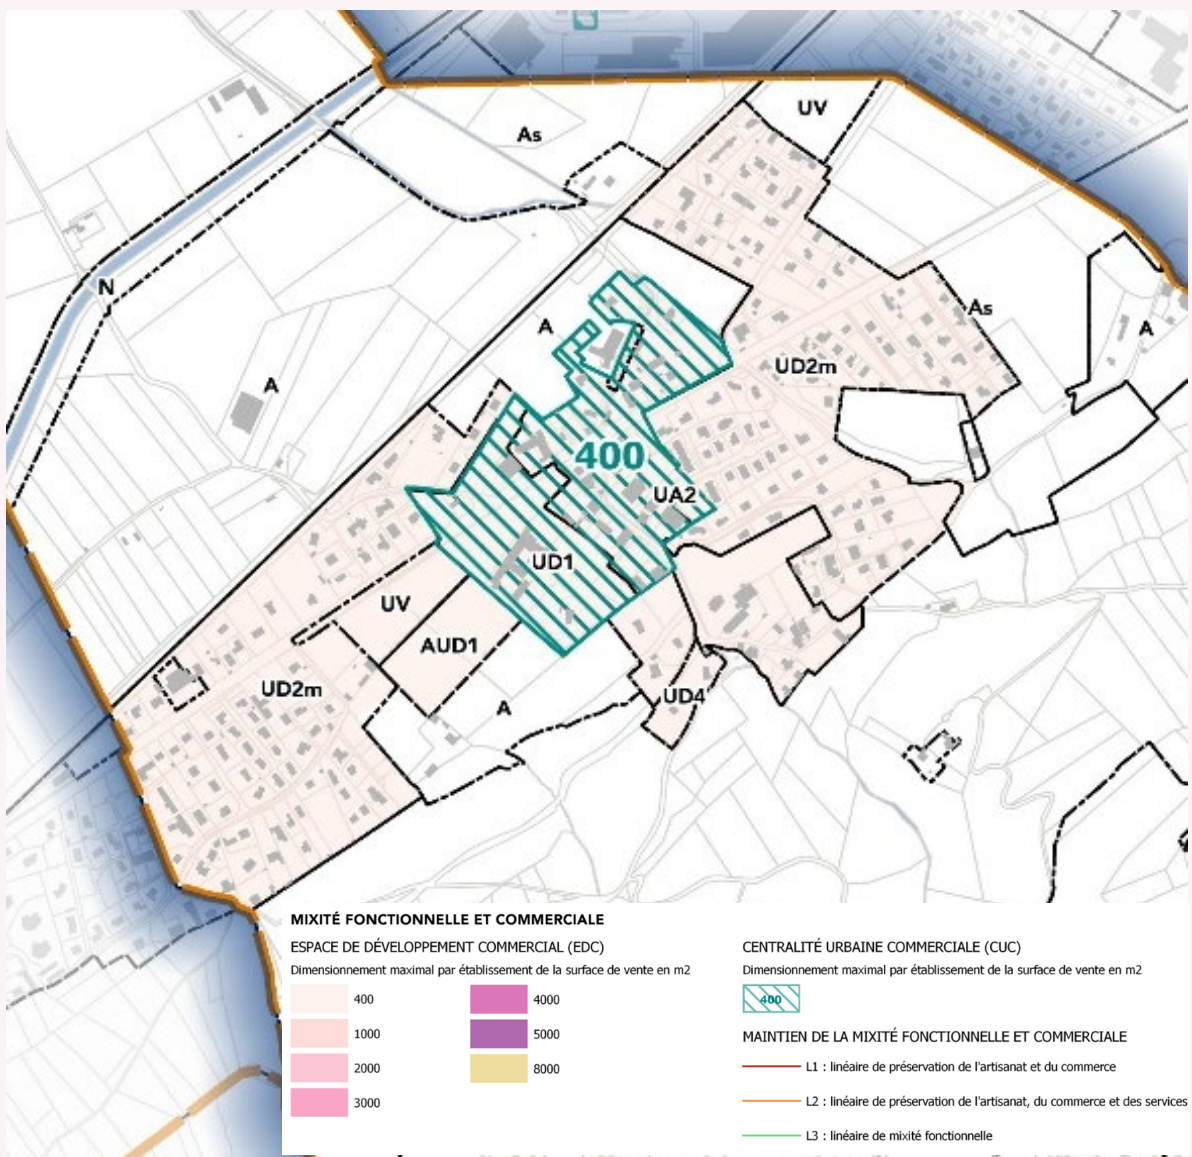 UV
As
N
As
A
A
A
UD2m
400
UA2
UD1
UV
AUD1
UD2m
UD4
A
MIXITÉ FONCTIONNELLE ET COMMERCIALE
ESPACE DE DÉVELOPPEMENT COMMERCIAL (EDC)
Dimensionnement maximal par établissement de la surface de vente en m2
400
1000
2000
3000
4000
5000
8000
CENTRALITÉ URBAINE COMMERCIALE (CUC)
Dimensionnement maximal par établissement de la surface de vente en m2
400
MAINTIEN DE LA MIXITÉ FONCTIONNELLE ET COMMERCIALE
L1 : linéaire de préservation de l'artisanat et du commerce
L2 : linéaire de préservation de l'artisanat, du commerce et des services
L3 : linéaire de mixité fonctionnelle